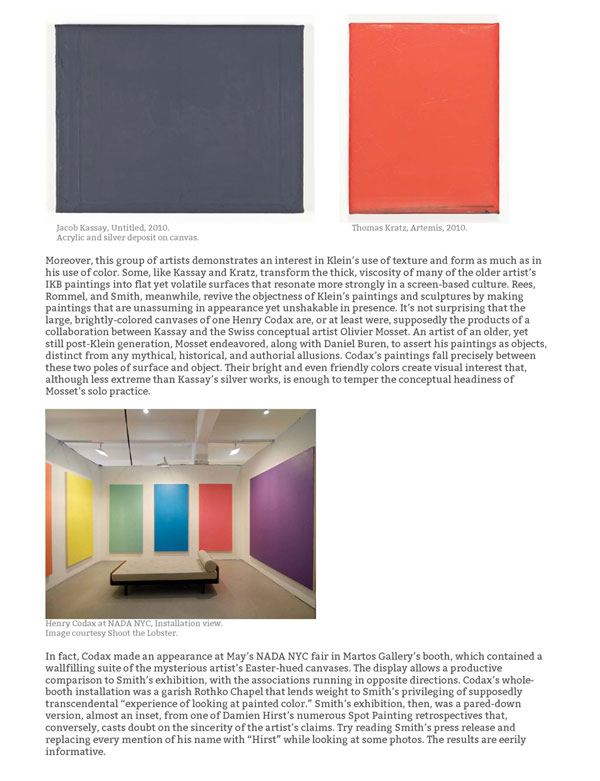 Jacob Kassay, Untitled, 2010.
Acrylic and silver deposit on canvas.
Thomas Kratz, Artemis, 2010.
Moreover, this group of artists demonstrates an interest in Klein's use of texture and form as much as in
his use of color. Some, like Kassay and Kratz, transform the thick, viscosity of many of the older artist's
IKB paintings into flat yet volatile surfaces that resonate more strongly in a screen-based culture. Rees,
Rommel, and Smith, meanwhile, revive the objectness of Klein's paintings and sculptures by making
paintings that are unassuming in appearance yet unshakable in presence. It's not surprising that the
large, brightly-colored canvases of one Henry Codax are, or at least were, supposedly the products of a
collaboration between Kassay and the Swiss conceptual artist Olivier Mosset. An artist of an older, yet
still post-Klein generation, Mosset endeavored, along with Daniel Buren, to assert his paintings as objects,
distinct from any mythical, historical, and authorial allusions. Codax's paintings fall precisely between
these two poles of surface and object. Their bright and even friendly colors create visual interest that,
although less extreme than Kassay's silver works, is enough to temper the conceptual headiness of
Mosset's solo practice.
Henry Codax at NADA NYC, Installation view.
Image courtesy Shoot the Lobster.
In fact, Codax made an appearance at May's NADA NYC fair in Martos Gallery's booth, which contained a
wallfilling suite of the mysterious artist's Easter-hued canvases. The display allows a productive
comparison to Smith's exhibition, with the associations running in opposite directions. Codax's whole-
booth installation was a garish Rothko Chapel that lends weight to Smith's privileging of supposedly
transcendental "experience of looking at painted color." Smith's exhibition, then, was a pared-down
version, almost an inset, from one of Damien Hirst's numerous Spot Painting retrospectives that,
conversely, casts doubt on the sincerity of the artist's claims. Try reading Smith's press release and
replacing every mention of his name with "Hirst" while looking at some photos. The results are eerily
informative.